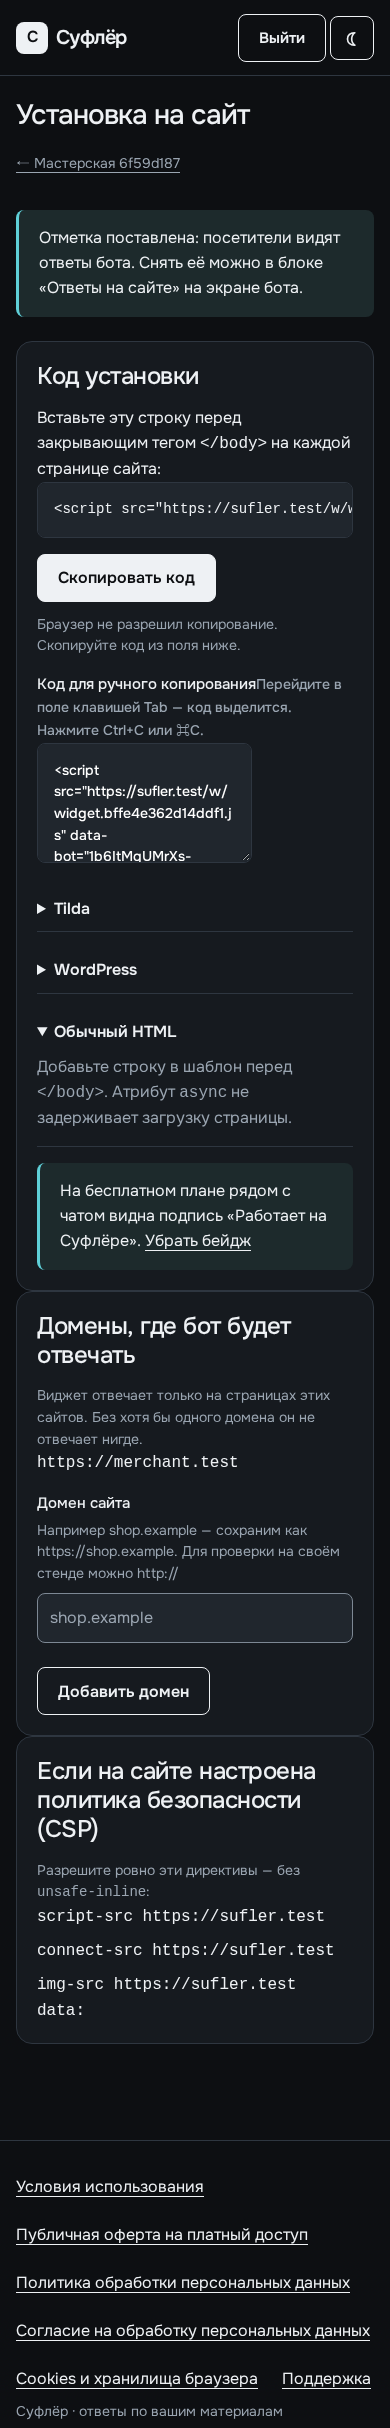 С Суфлёр Выйти
Установка на сайт
← Мастерская 6f59d187
Отметка поставлена: посетители видят
ответы бота. Снять её можно в блоке
«Ответы на сайте» на экране бота.
Код установки
Вставьте эту строку перед
закрывающим тегом </body> на каждой
странице сайта:
<script src="https://sufler.test/w/w
Скопировать код
Браузер не разрешил копирование.
Скопируйте код из поля ниже.
Код для ручного копированияПерейдите в
поле клавишей Tab — код выделится.
Нажмите Ctrl+C или ⌘C.
<script
src="https://sufler.test/w/
widget.bffe4e362d14ddf1.j
s" data-
bot="1b6ItMqUMrXs-
Tilda
WordPress
Обычный HTML
Добавьте строку в шаблон перед
</body>. Атрибут async не
задерживает загрузку страницы.
На бесплатном плане рядом с
чатом видна подпись «Работает на
Суфлёре». Убрать бейдж
Домены, где бот будет
отвечать
Виджет отвечает только на страницах этих
сайтов. Без хотя бы одного домена он не
отвечает нигде.
https://merchant.test
Домен сайта
Например shop.example — сохраним как
https://shop.example. Для проверки на своём
стенде можно http://
shop.example
Добавить домен
Если на сайте настроена
политика безопасности
(CSP)
Разрешите ровно эти директивы — без
unsafe-inline:
script-src https://sufler.test
connect-src https://sufler.test
img-src https://sufler.test
data:
Условия использования
Публичная оферта на платный доступ
Политика обработки персональных данных
Согласие на обработку персональных данных
Cookies и хранилища браузера Поддержка
Суфлёр · ответы по вашим материалам